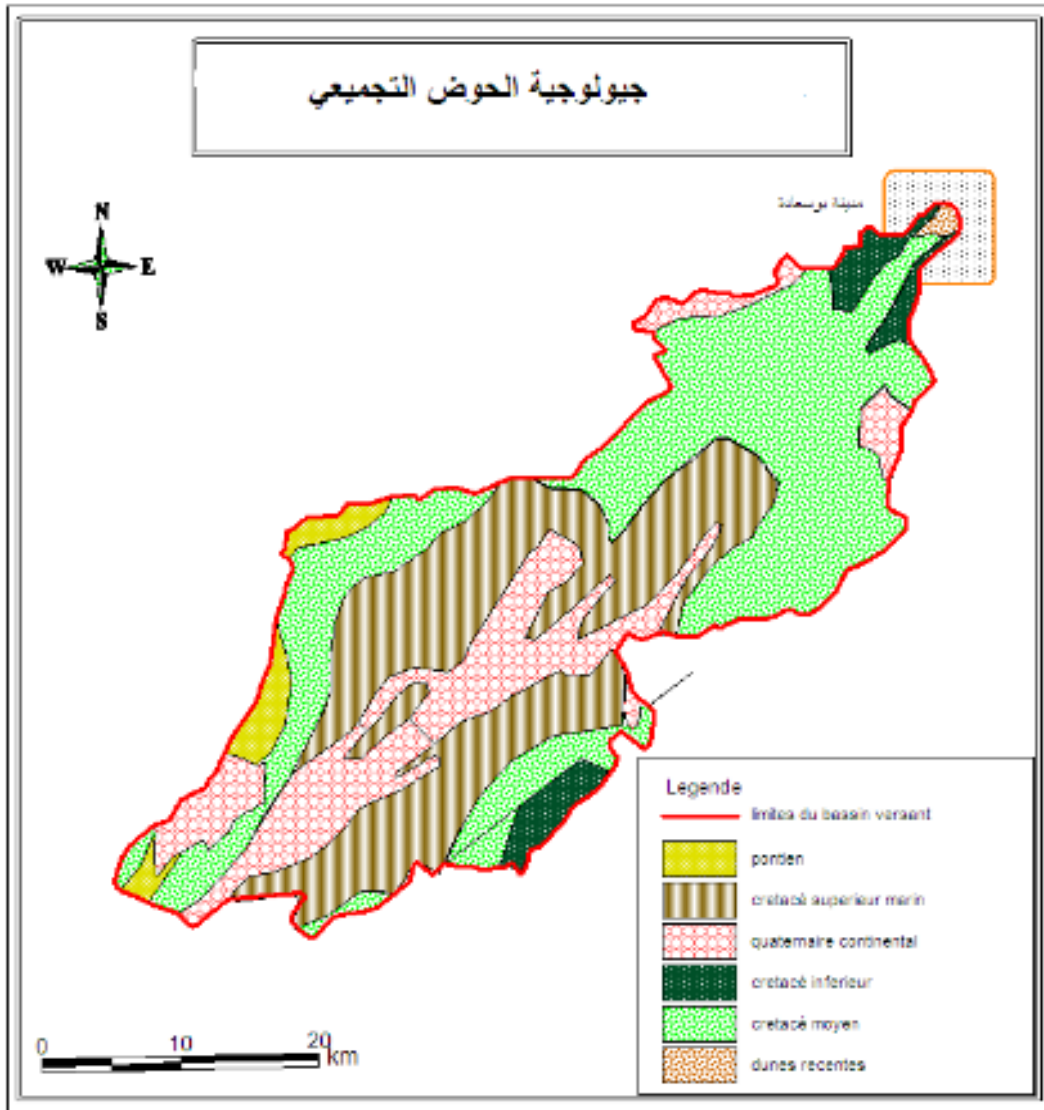 جيولوجية الحوض التجميعي
مدينة بوسعادة
N
W E
S
Legende
limites du bassin versant
pontien
cretacé superieur marin
quaternaire continental
cretacé inferieur
cretacé moyen
dunes recentes
0 10 20
km